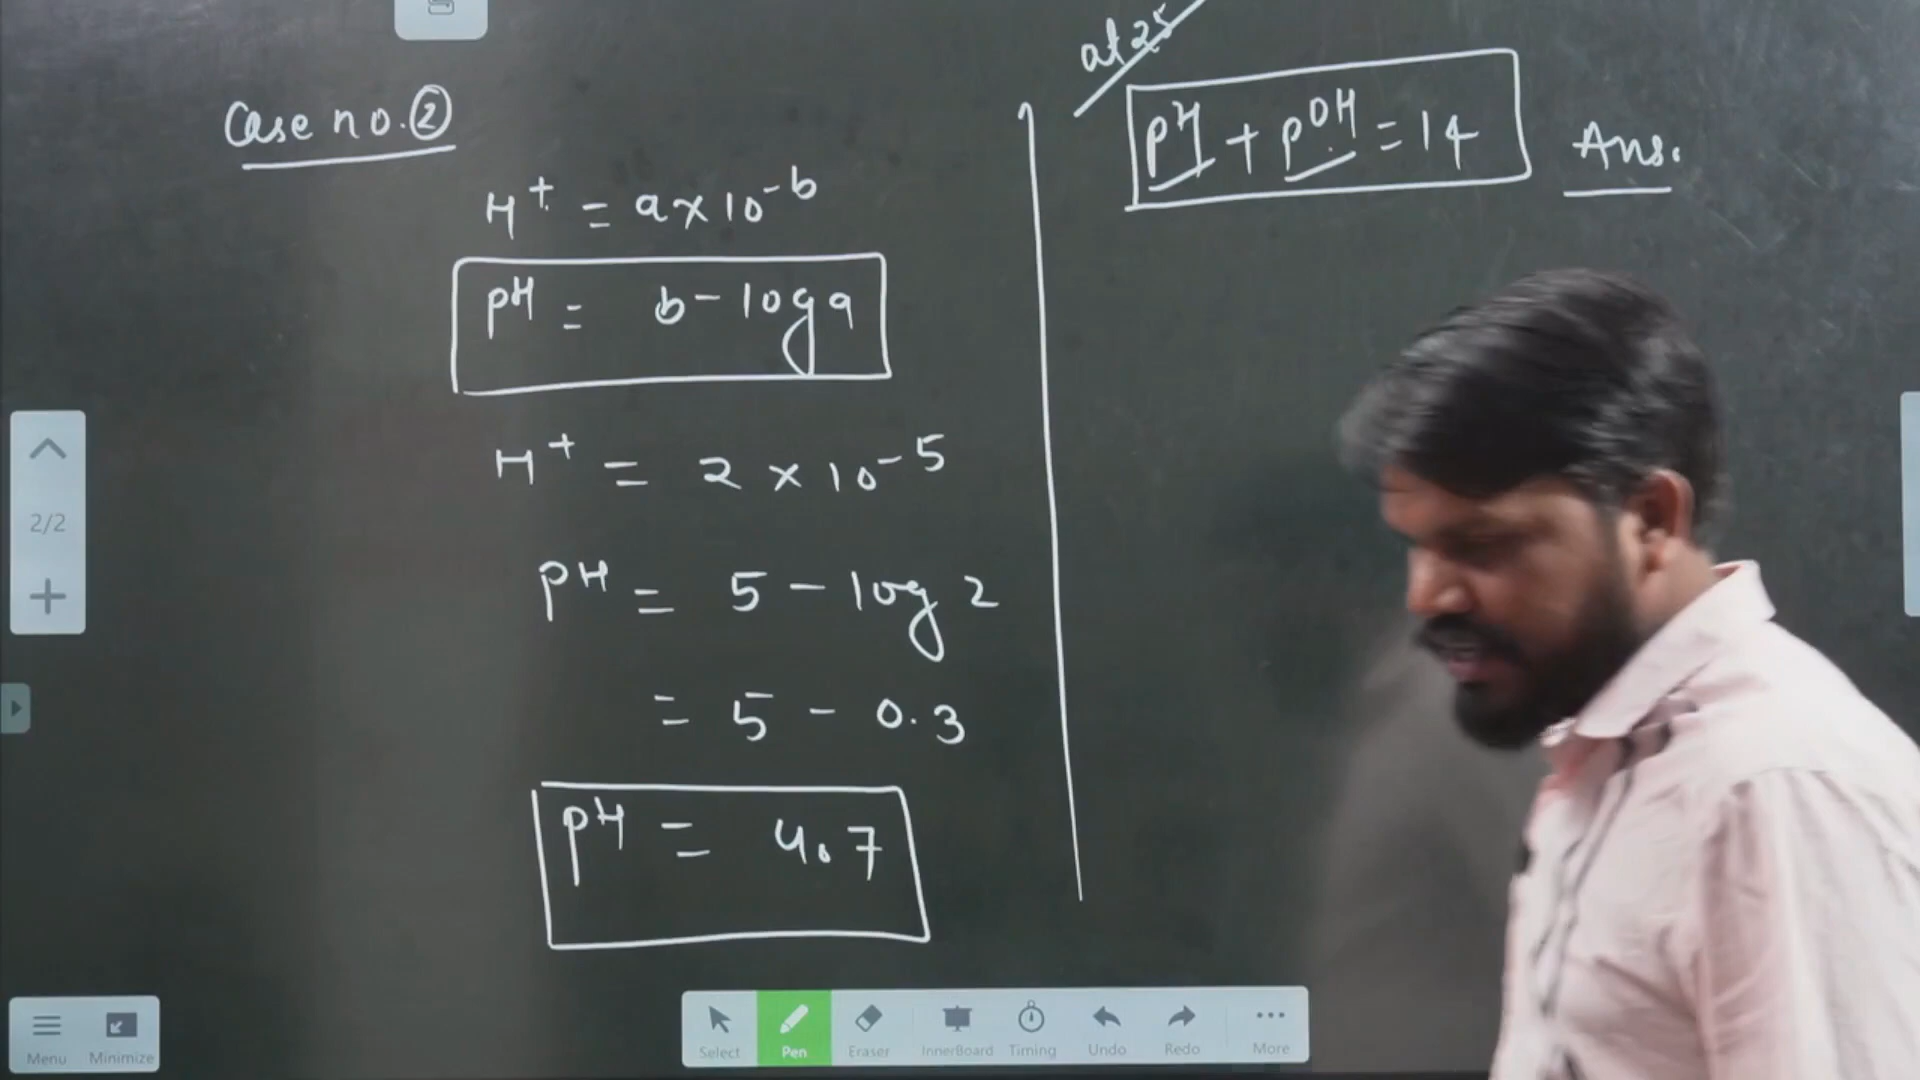 Case no.②
H⁺ = a×10⁻ᵇ
pH = b - log a
H⁺ = 2 × 10⁻⁵
pH = 5 - log 2
= 5 - 0.3
pH = 4.7
at 25
pH + pOH = 14 Ans.
2/2
Menu Minimize
Select Pen Eraser InnerBoard Timing Undo Redo More